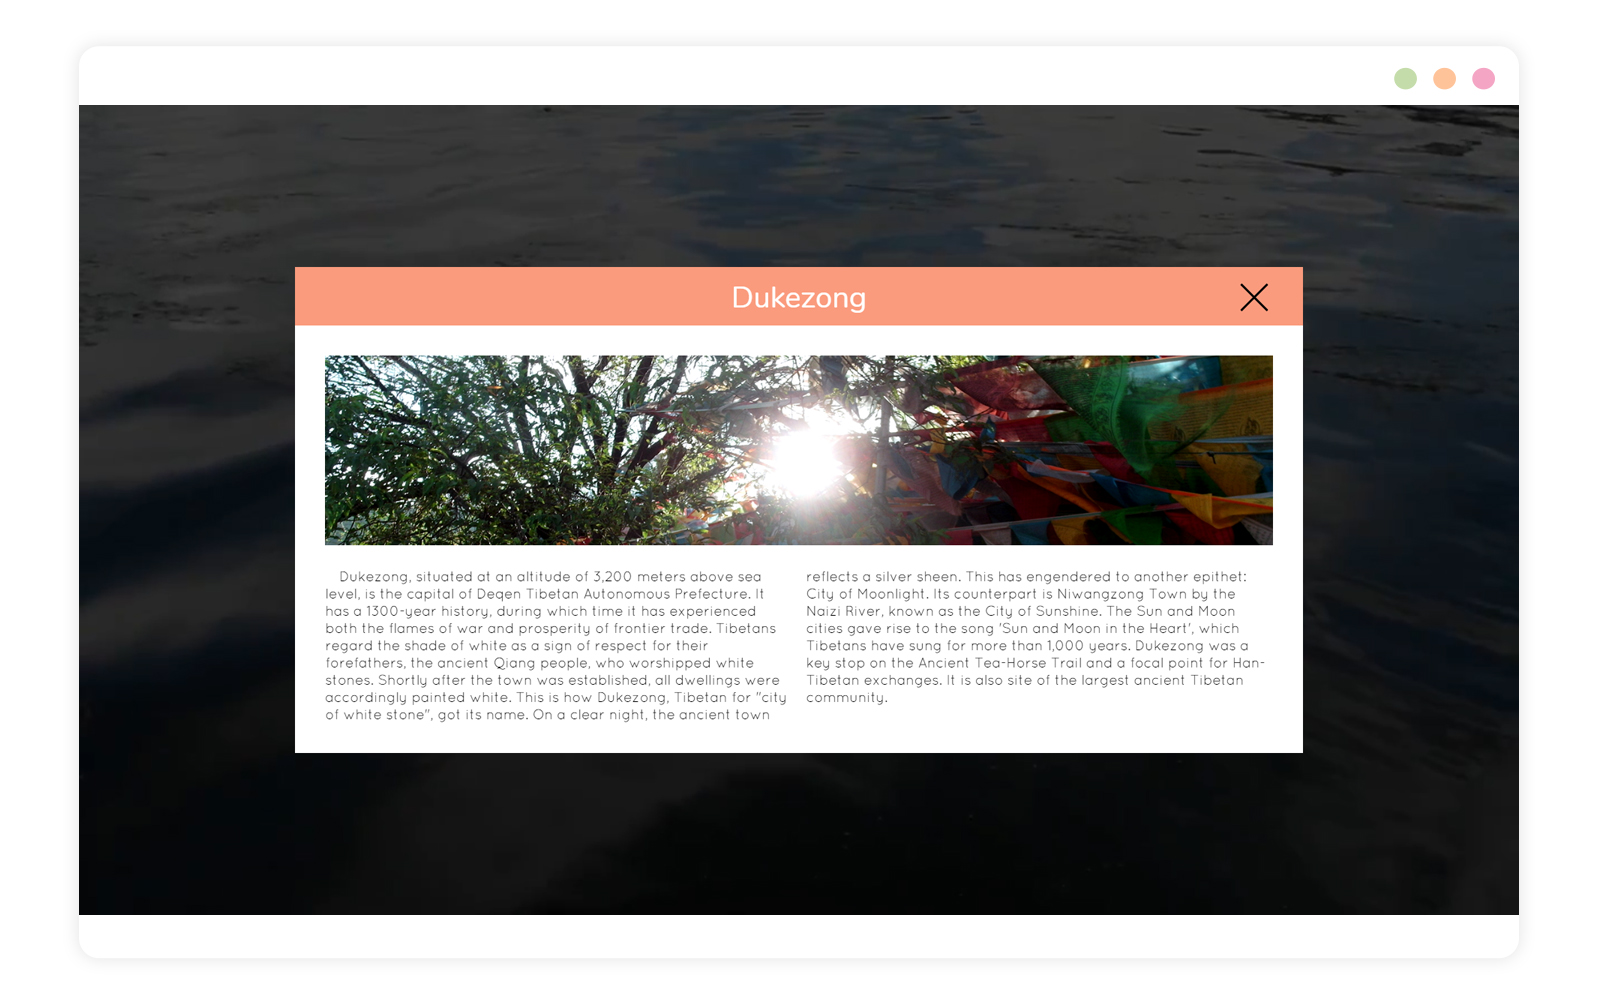 Dukezong
Dukezong, situated at an altitude of 3,200 meters above sea
level, is the capital of Deqen Tibetan Autonomous Prefecture. It
has a 1300-year history, during which time it has experienced
both the flames of war and prosperity of frontier trade. Tibetans
regard the shade of white as a sign of respect for their
forefathers, the ancient Qiang people, who worshipped white
stones. Shortly after the town was established, all dwellings were
accordingly painted white. This is how Dukezong, Tibetan for "city
of white stone", got its name. On a clear night, the ancient town
reflects a silver sheen. This has engendered to another epithet:
City of Moonlight. Its counterpart is Niwangzong Town by the
Naizi River, known as the City of Sunshine. The Sun and Moon
cities gave rise to the song 'Sun and Moon in the Heart', which
Tibetans have sung for more than 1,000 years. Dukezong was a
key stop on the Ancient Tea-Horse Trail and a focal point for Han-
Tibetan exchanges. It is also site of the largest ancient Tibetan
community.